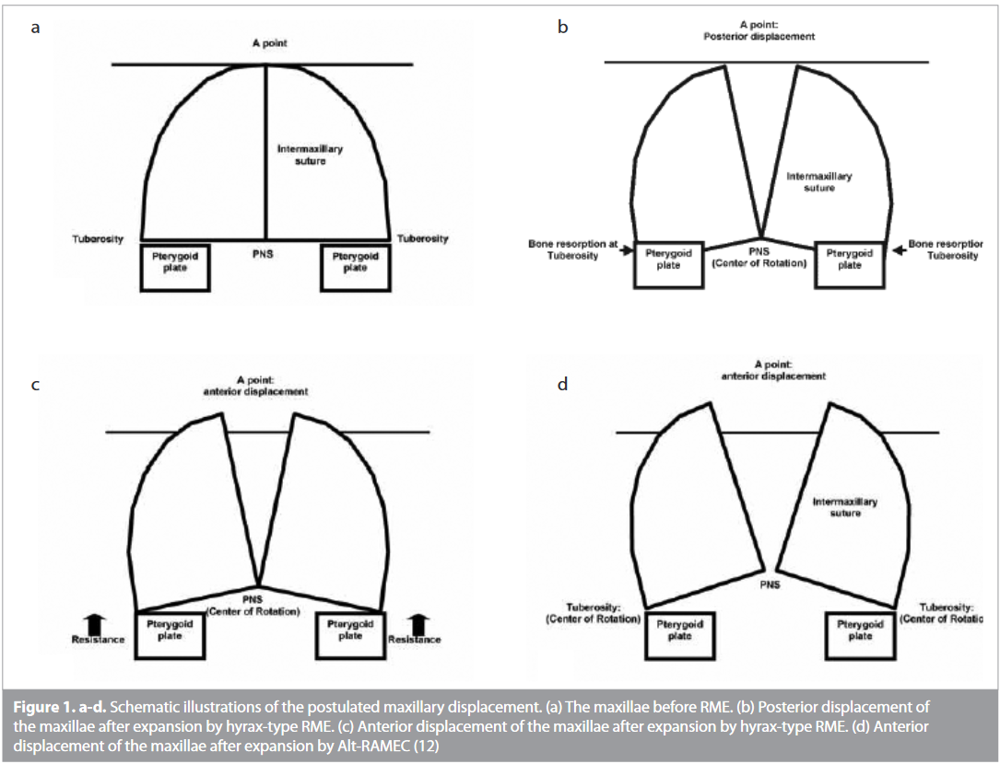 a
A point
Intermaxillary
suture
Tuberosity
Tuberosity
Pterygoid
plate
PNS
Pterygoid
plate
b
A point:
Posterior displacement
Intermaxillary
suture
Bone resorption at
Tuberosity
Pterygoid
plate
PNS
(Center of Rotation)
Pterygoid
plate
Bone resorption
Tuberosity
c
A point:
anterior displacement
PNS
(Center of Rotation)
Resistance
Pterygoid
plate
Pterygoid
plate
Resistance
d
A point:
anterior displacement
Intermaxillary
suture
PNS
Tuberosity:
(Center of Rotation)
Pterygoid
plate
Pterygoid
plate
Tuberosity:
(Center of Rotatic
Figure 1. a-d. Schematic illustrations of the postulated maxillary displacement. (a) The maxillae before RME. (b) Posterior displacement of
the maxillae after expansion by hyrax-type RME. (c) Anterior displacement of the maxillae after expansion by hyrax-type RME. (d) Anterior
displacement of the maxillae after expansion by Alt-RAMEC (12)